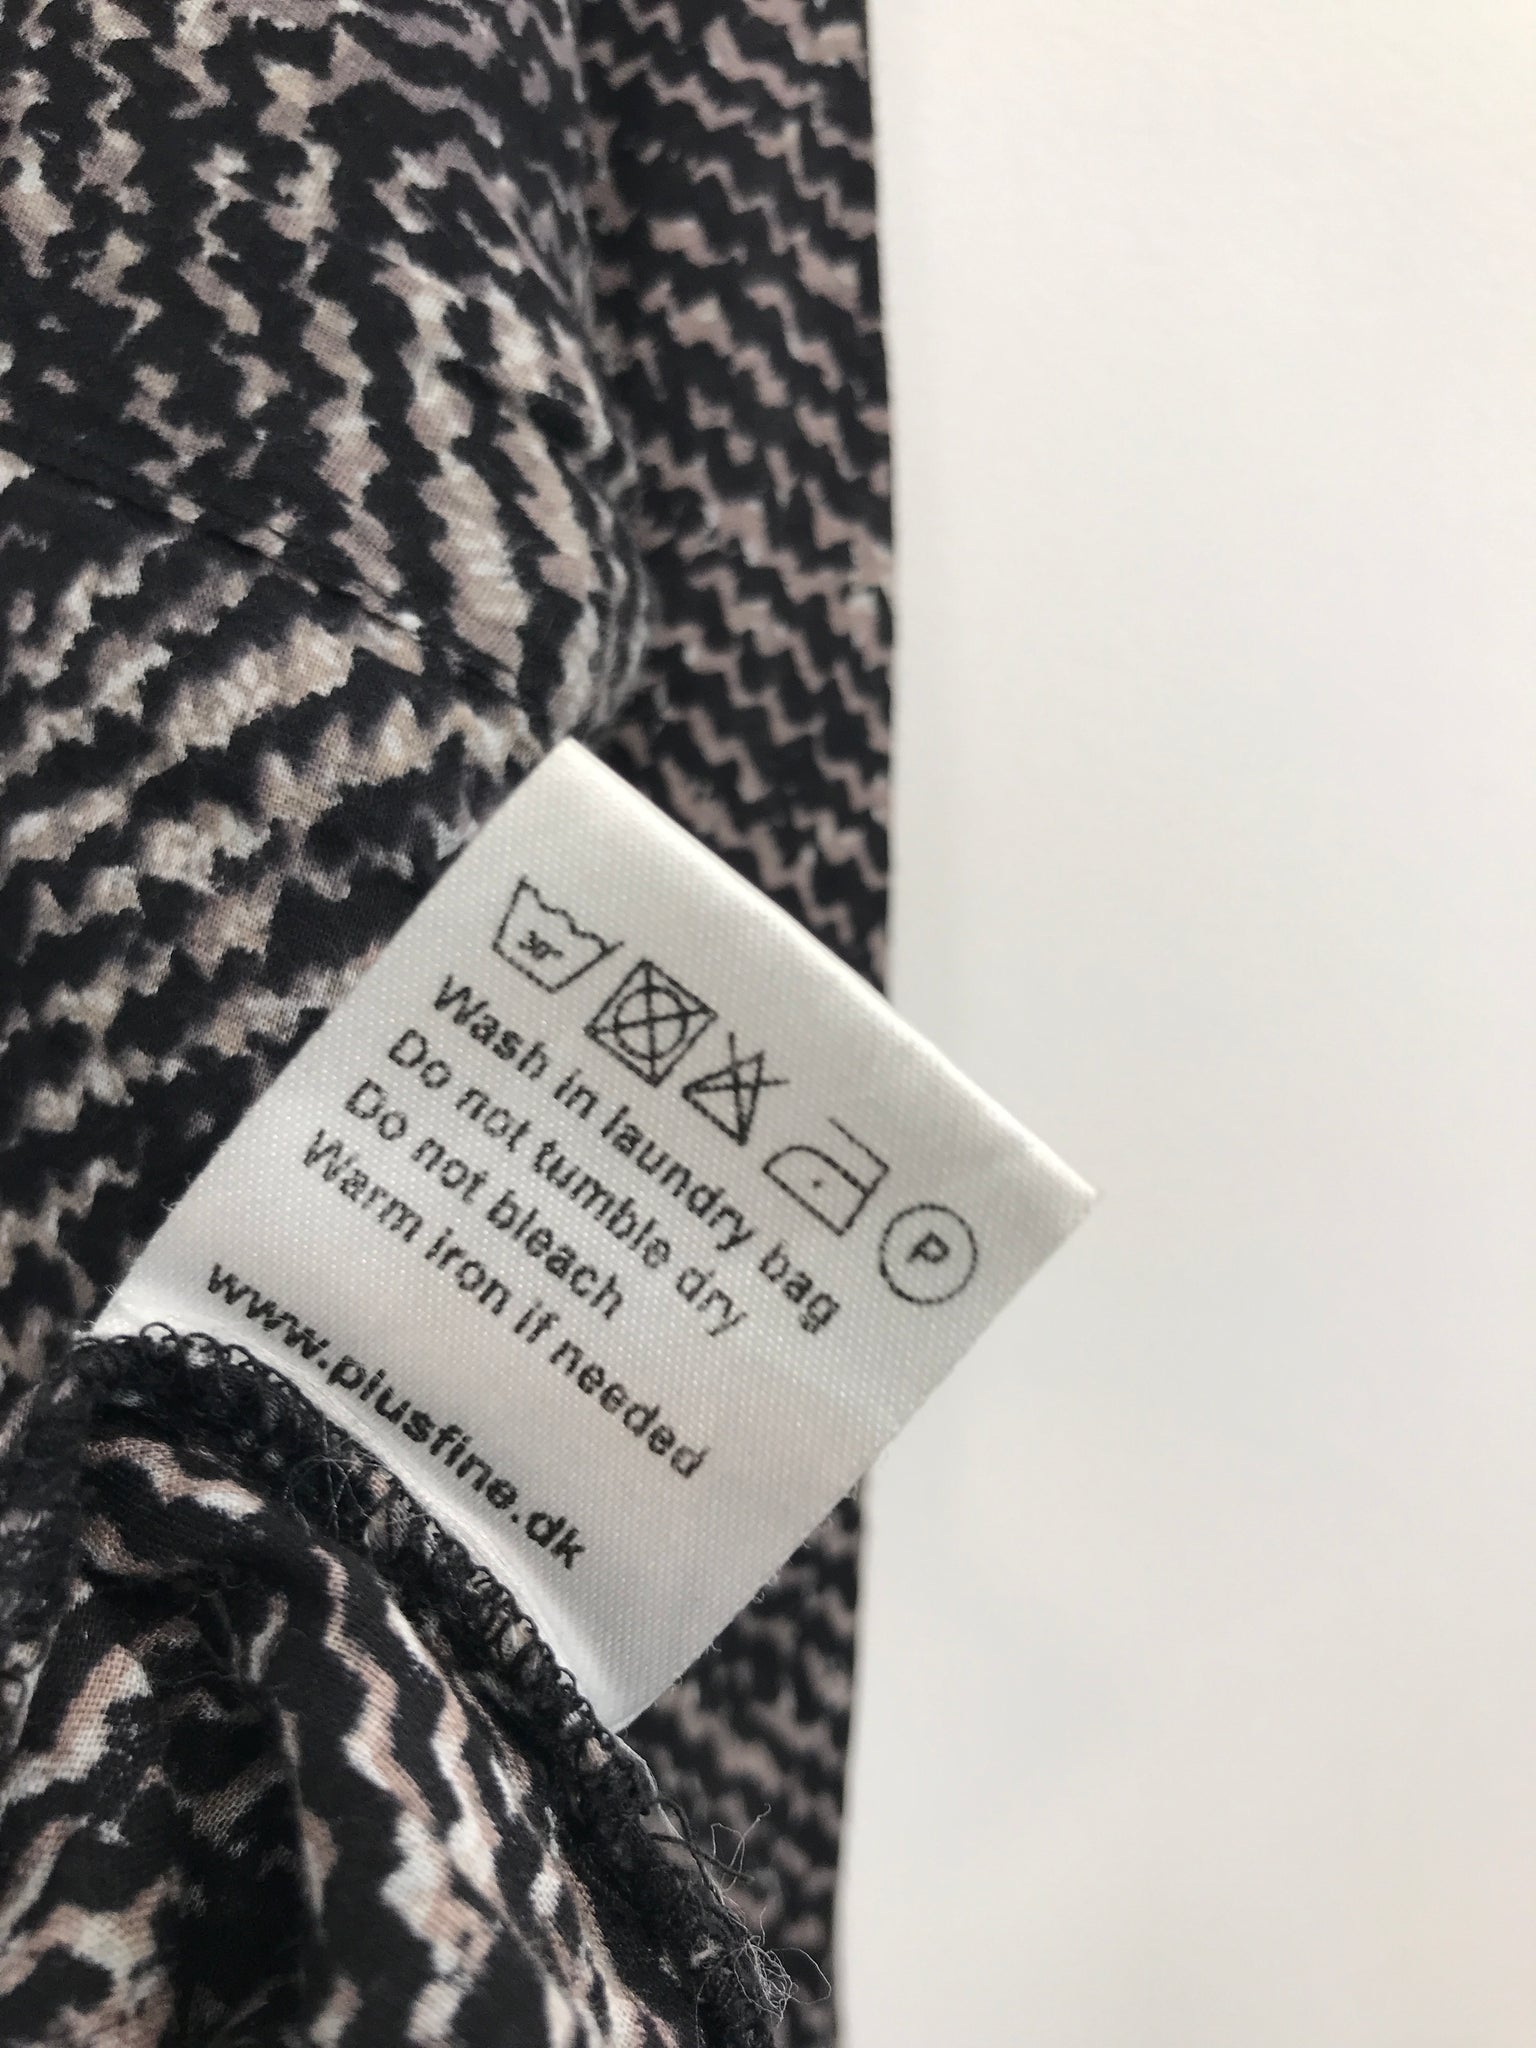 30°
P
Wash in laundry bag
Do not tumble dry
Do not bleach
Warm iron if needed
www.plusfine.dk